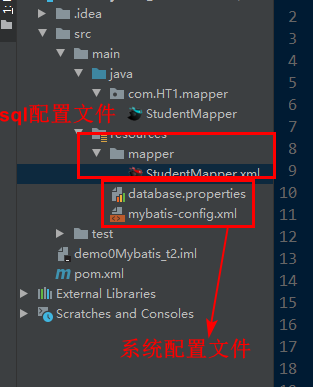 .idea
src
main
java
com.HT1.mapper
StudentMapper
sql配置文件
resources
mapper
StudentMapper.xml
database.properties
mybatis-config.xml
test
demo0Mybatis_t2.iml
pom.xml
External Libraries
Scratches and Consoles
系统配置文件
2
3
4
5
6
7
8
9
10
11
12
13
14
15
16
17
18